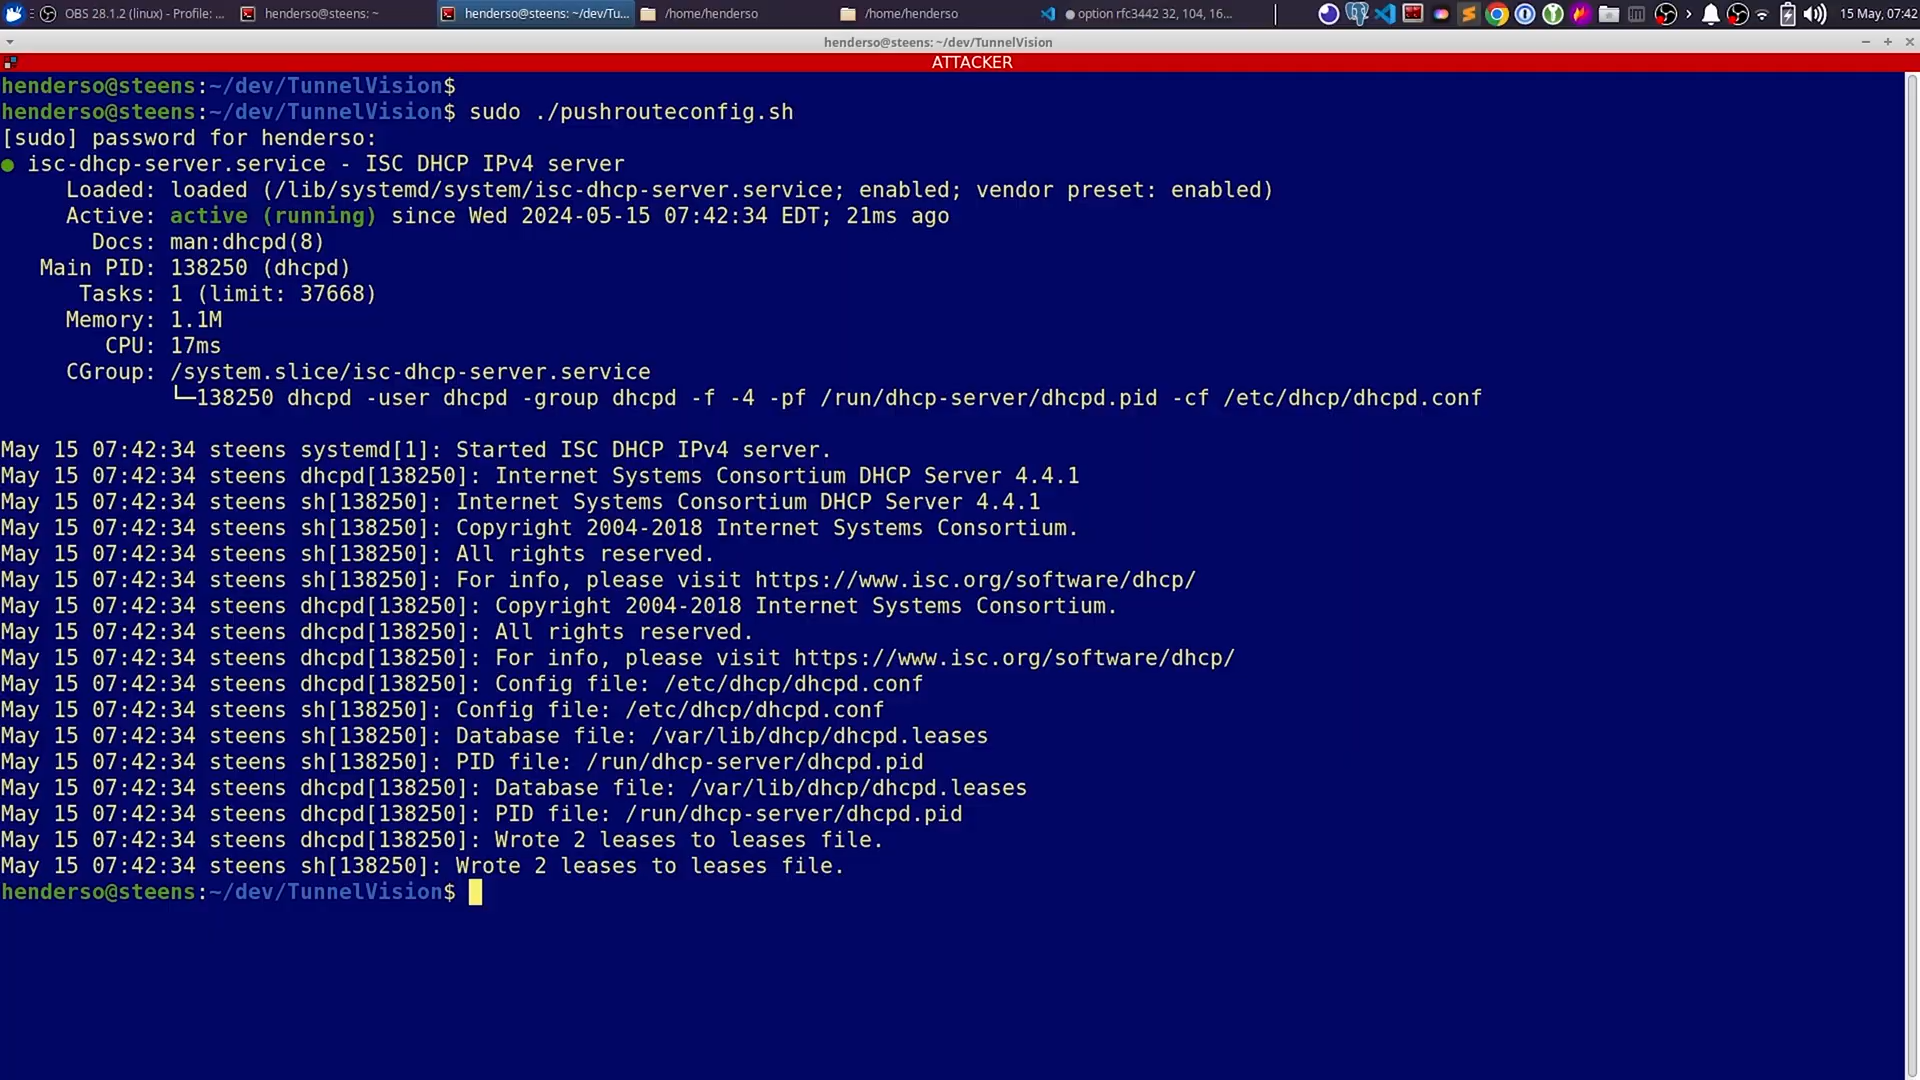 OBS 28.1.2 (linux) - Profile: ... henderso@steens: ~ henderso@steens: ~/dev/Tu... /home/henderso /home/henderso option rfc3442 32, 104, 16... 15 May, 07:42
henderso@steens: ~/dev/TunnelVision
ATTACKER
henderso@steens:~/dev/TunnelVision$
henderso@steens:~/dev/TunnelVision$ sudo ./pushrouteconfig.sh
[sudo] password for henderso:
● isc-dhcp-server.service - ISC DHCP IPv4 server
Loaded: loaded (/lib/systemd/system/isc-dhcp-server.service; enabled; vendor preset: enabled)
Active: active (running) since Wed 2024-05-15 07:42:34 EDT; 21ms ago
Docs: man:dhcpd(8)
Main PID: 138250 (dhcpd)
Tasks: 1 (limit: 37668)
Memory: 1.1M
CPU: 17ms
CGroup: /system.slice/isc-dhcp-server.service
└─138250 dhcpd -user dhcpd -group dhcpd -f -4 -pf /run/dhcp-server/dhcpd.pid -cf /etc/dhcp/dhcpd.conf
May 15 07:42:34 steens systemd[1]: Started ISC DHCP IPv4 server.
May 15 07:42:34 steens dhcpd[138250]: Internet Systems Consortium DHCP Server 4.4.1
May 15 07:42:34 steens sh[138250]: Internet Systems Consortium DHCP Server 4.4.1
May 15 07:42:34 steens sh[138250]: Copyright 2004-2018 Internet Systems Consortium.
May 15 07:42:34 steens sh[138250]: All rights reserved.
May 15 07:42:34 steens sh[138250]: For info, please visit https://www.isc.org/software/dhcp/
May 15 07:42:34 steens dhcpd[138250]: Copyright 2004-2018 Internet Systems Consortium.
May 15 07:42:34 steens dhcpd[138250]: All rights reserved.
May 15 07:42:34 steens dhcpd[138250]: For info, please visit https://www.isc.org/software/dhcp/
May 15 07:42:34 steens dhcpd[138250]: Config file: /etc/dhcp/dhcpd.conf
May 15 07:42:34 steens sh[138250]: Config file: /etc/dhcp/dhcpd.conf
May 15 07:42:34 steens sh[138250]: Database file: /var/lib/dhcp/dhcpd.leases
May 15 07:42:34 steens sh[138250]: PID file: /run/dhcp-server/dhcpd.pid
May 15 07:42:34 steens dhcpd[138250]: Database file: /var/lib/dhcp/dhcpd.leases
May 15 07:42:34 steens dhcpd[138250]: PID file: /run/dhcp-server/dhcpd.pid
May 15 07:42:34 steens dhcpd[138250]: Wrote 2 leases to leases file.
May 15 07:42:34 steens sh[138250]: Wrote 2 leases to leases file.
henderso@steens:~/dev/TunnelVision$